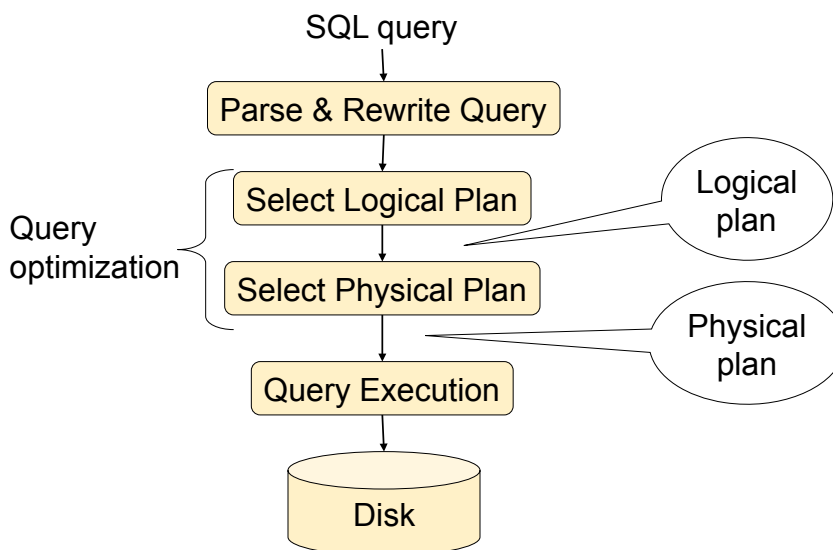 SQL query
Parse & Rewrite Query
Select Logical Plan
Logical
plan
Query
optimization
Select Physical Plan
Physical
plan
Query Execution
Disk